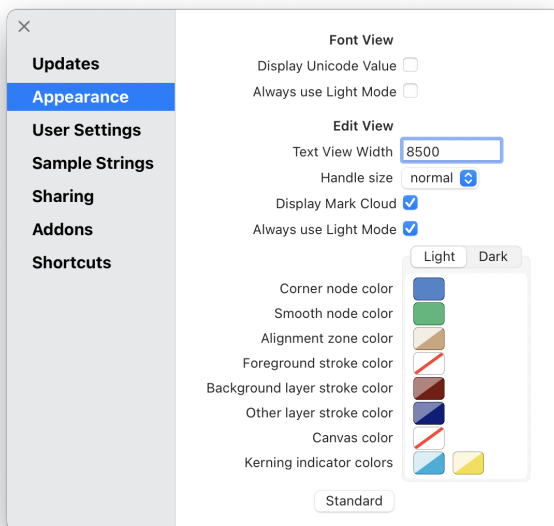 Updates
Appearance
User Settings
Sample Strings
Sharing
Addons
Shortcuts
Font View
Display Unicode Value
Always use Light Mode
Edit View
Text View Width 8500
Handle size normal
Display Mark Cloud
Always use Light Mode
Light Dark
Corner node color
Smooth node color
Alignment zone color
Foreground stroke color
Background layer stroke color
Other layer stroke color
Canvas color
Kerning indicator colors
Standard